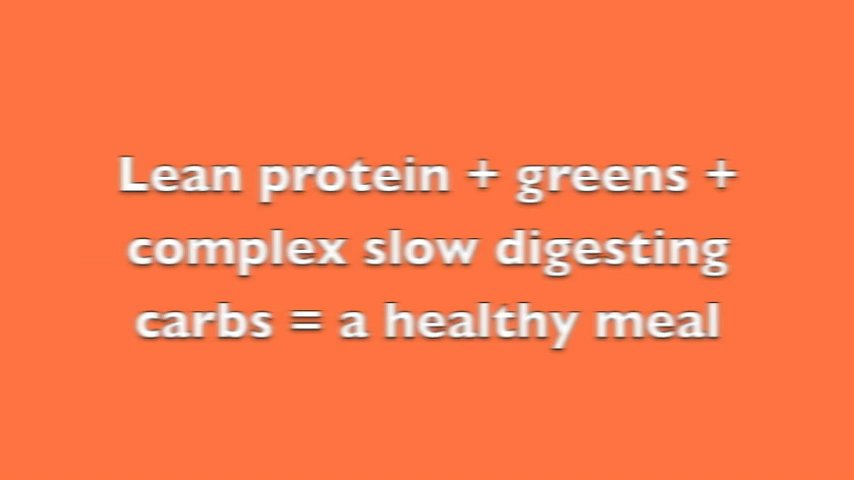 Lean protein + greens +
complex slow digesting
carbs = a healthy meal